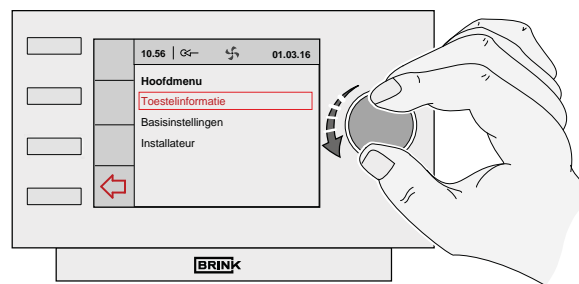 10.56 01.03.16
Hoofdmenu
Toestelinformatie
Basisinstellingen
Installateur
BRINK